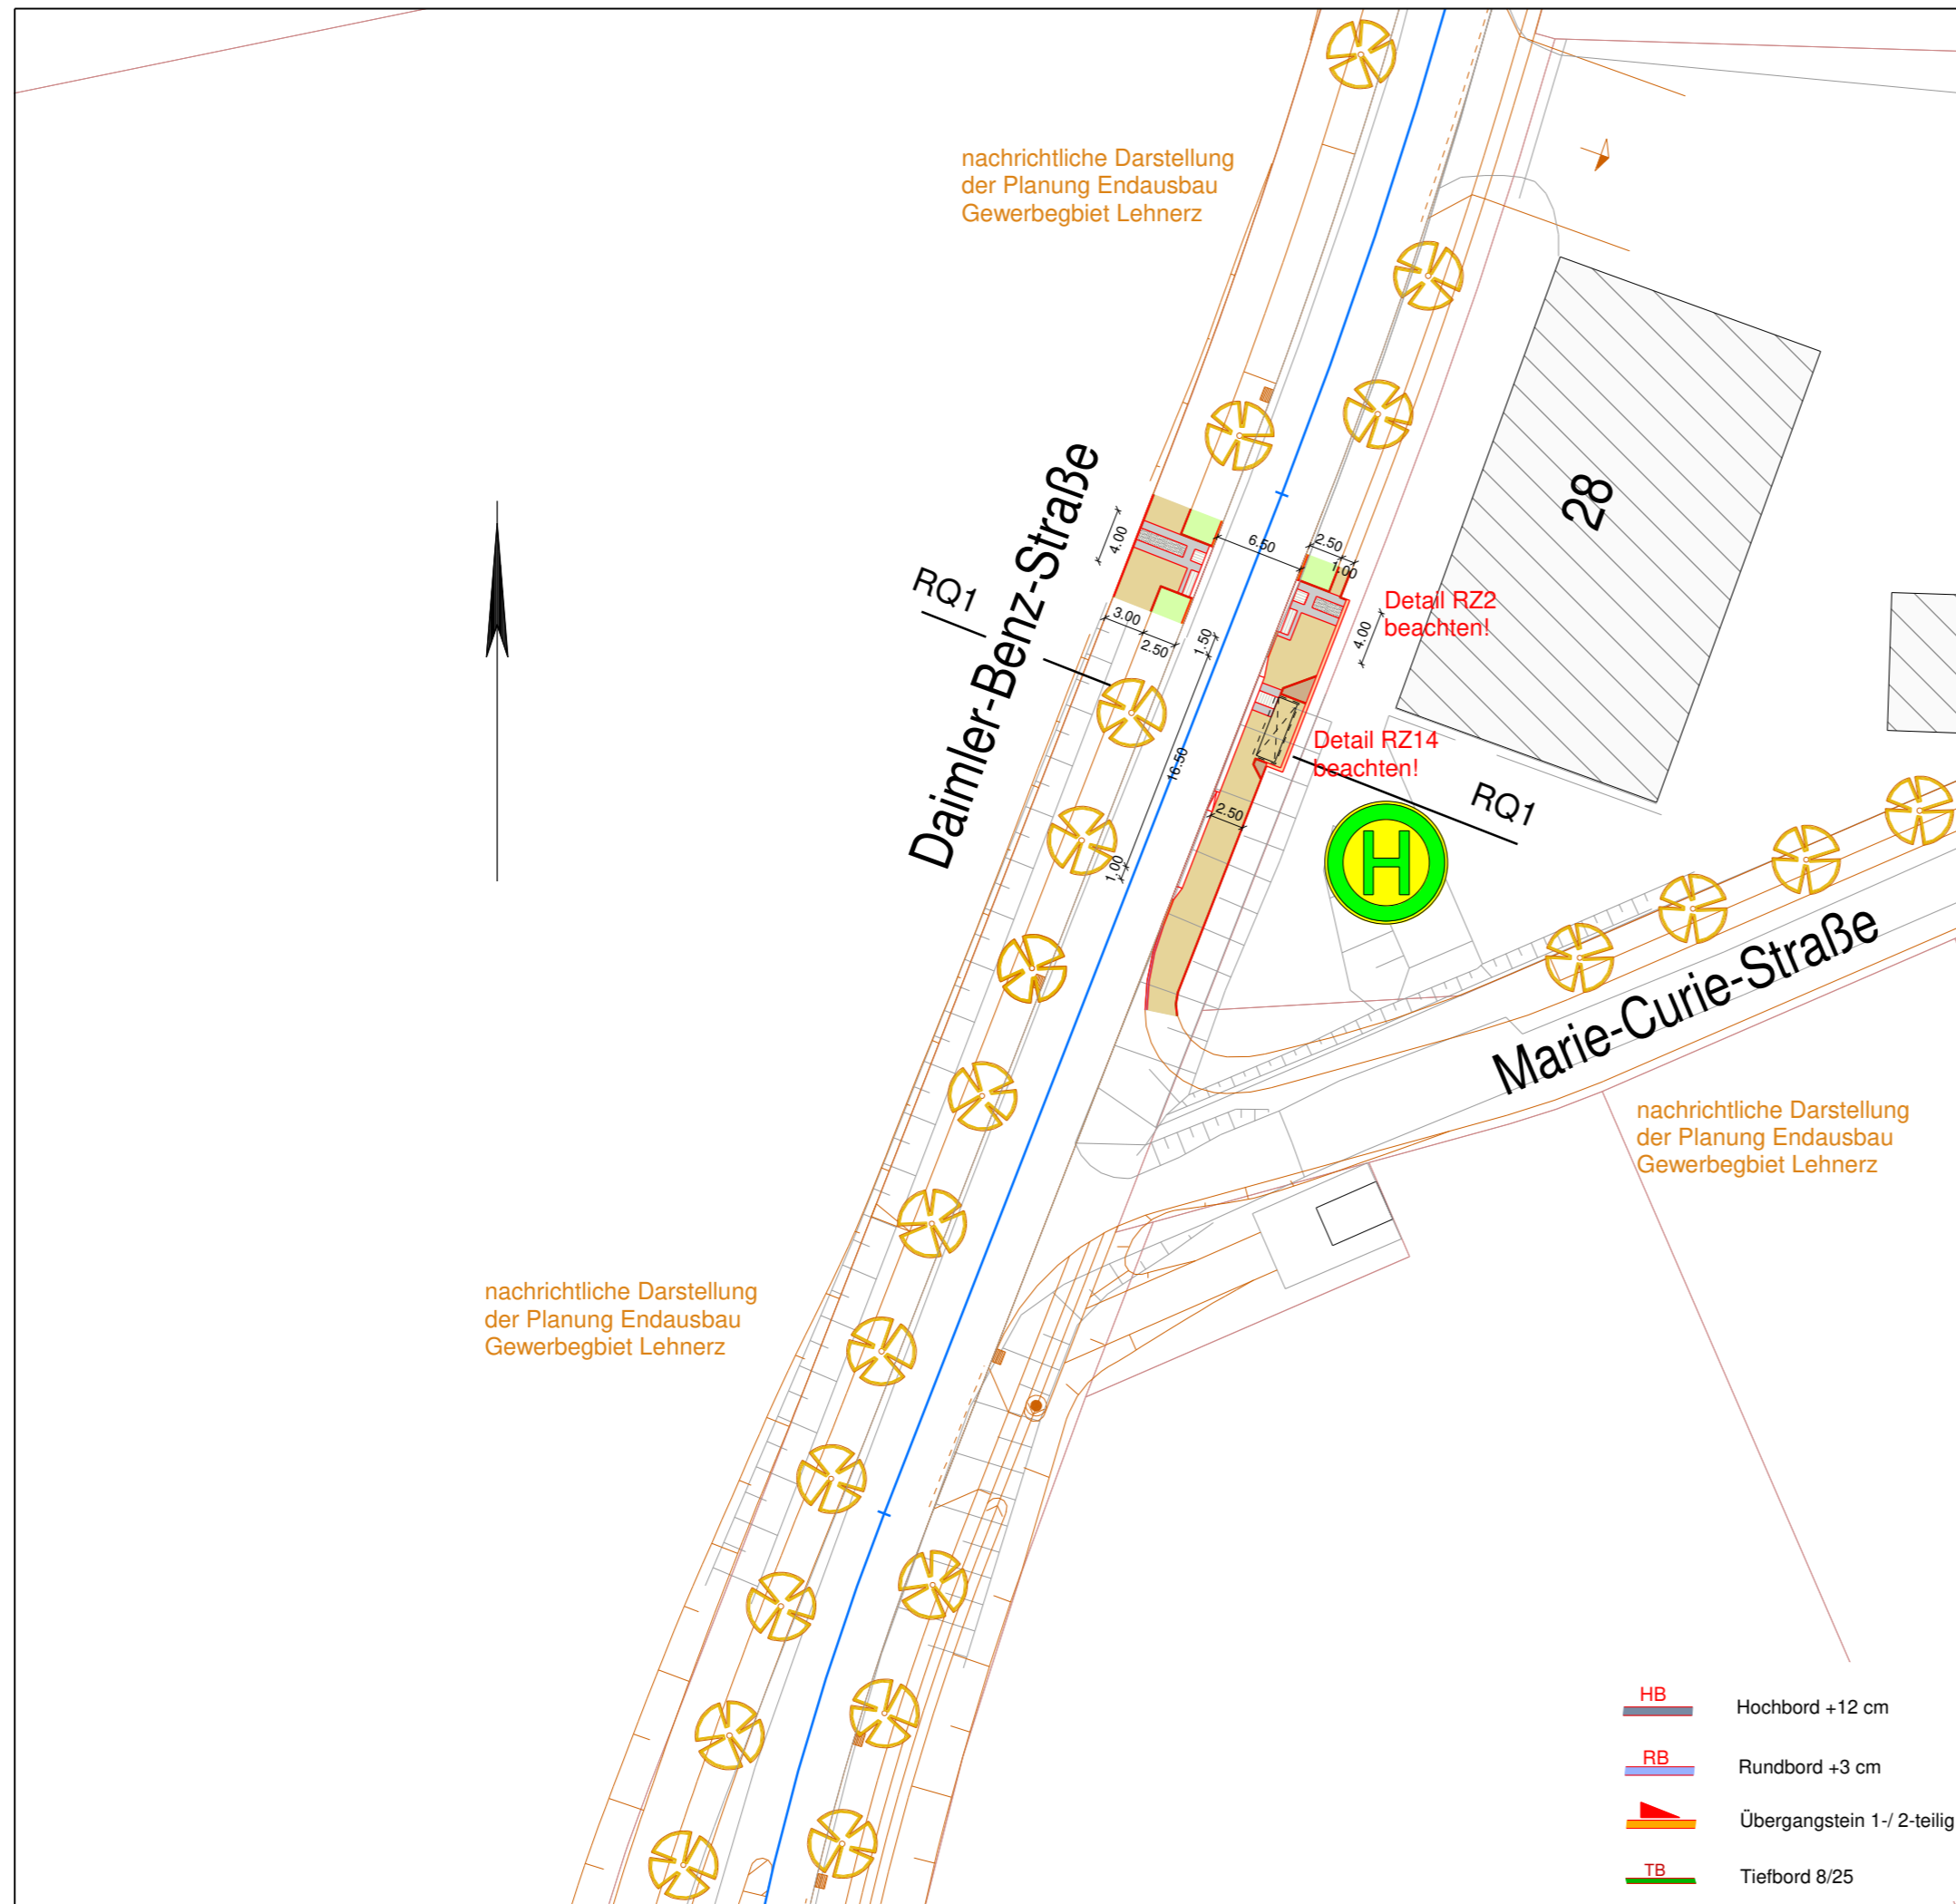 nachrichtliche Darstellung
der Planung Endausbau
Gewerbegbiet Lehnerz
28
Daimler-Benz-Straße
4.00
6.50
2.50
1.00
RQ1
Detail RZ2
beachten!
3.00
2.50
1.50
4.00
Detail RZ14
beachten!
16.50
RQ1
2.50
1.00
H
Marie-Curie-Straße
nachrichtliche Darstellung
der Planung Endausbau
Gewerbegbiet Lehnerz
nachrichtliche Darstellung
der Planung Endausbau
Gewerbegbiet Lehnerz
HB Hochbord +12 cm
RB Rundbord +3 cm
Übergangstein 1-/ 2-teilig
TB Tiefbord 8/25